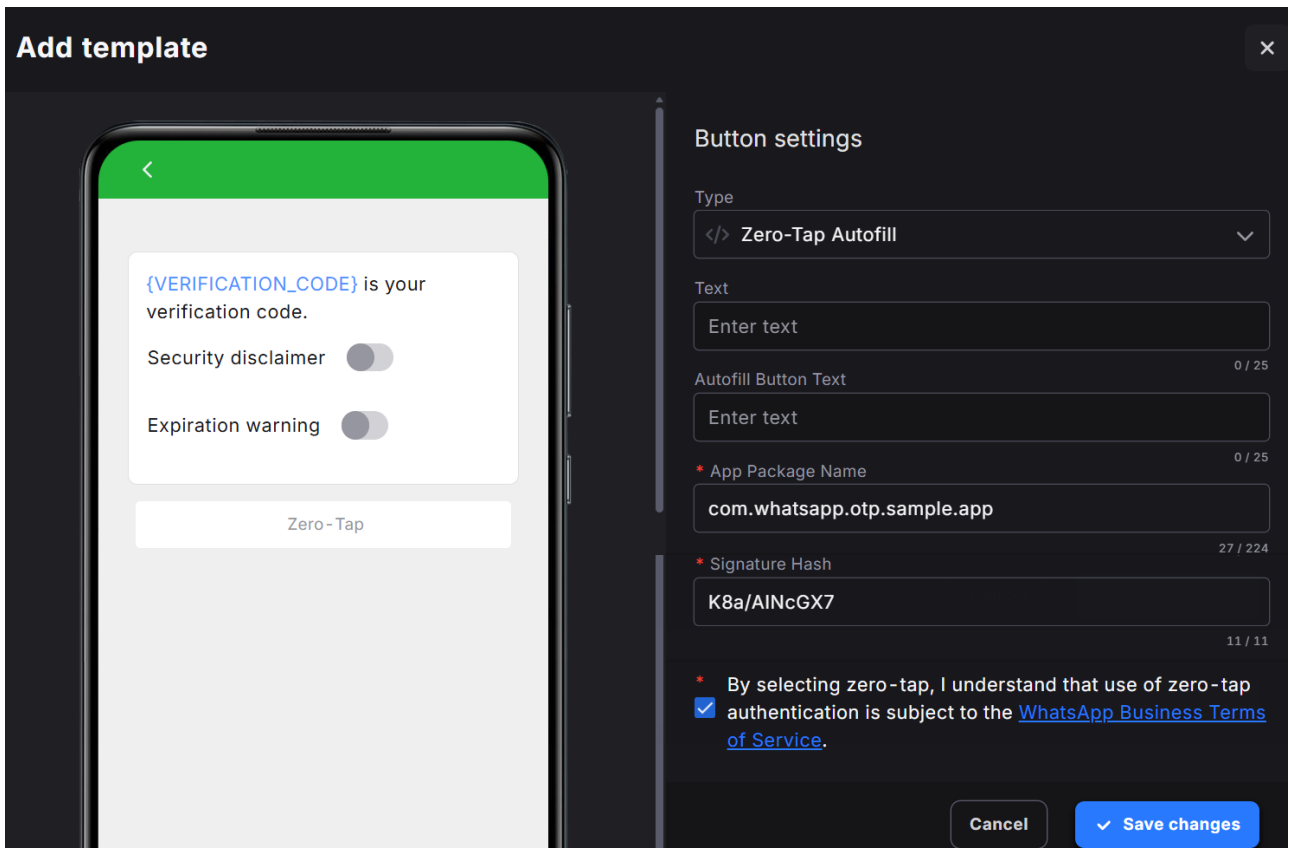 Add template
{VERIFICATION_CODE} is your
verification code.
Security disclaimer
Expiration warning
Zero-Tap
Button settings
Type
</> Zero-Tap Autofill
Text
Enter text
0 / 25
Autofill Button Text
Enter text
0 / 25
* App Package Name
com.whatsapp.otp.sample.app
27 / 224
* Signature Hash
K8a/AINcGX7
11 / 11
* By selecting zero-tap, I understand that use of zero-tap
authentication is subject to the WhatsApp Business Terms
of Service.
Cancel
Save changes